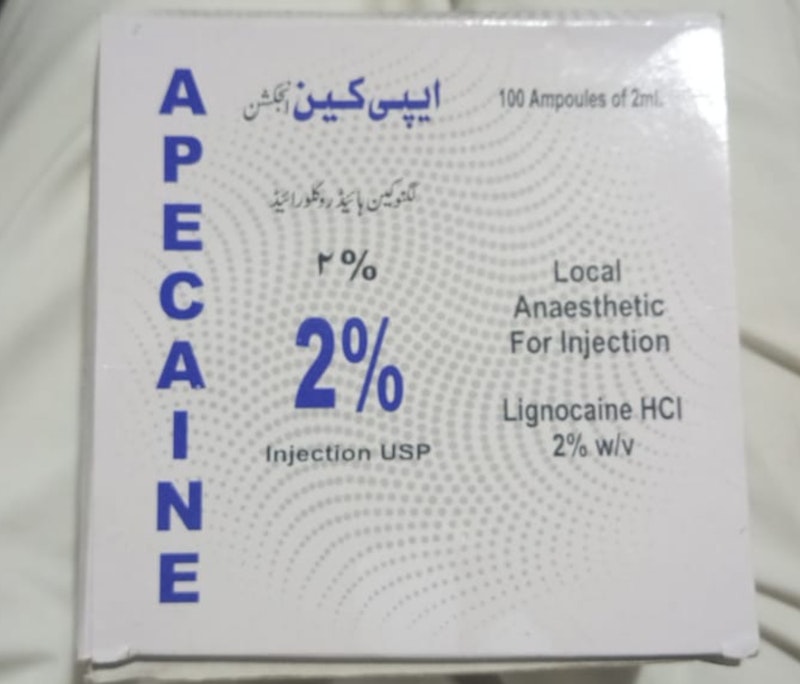 APECAINE
ایپی کین انجکشن
100 Ampoules of 2ml.
لگنوکین ہائیڈروکلورائیڈ
۲%
2%
Injection USP
Local
Anaesthetic
For Injection
Lignocaine HCl
2% w/v